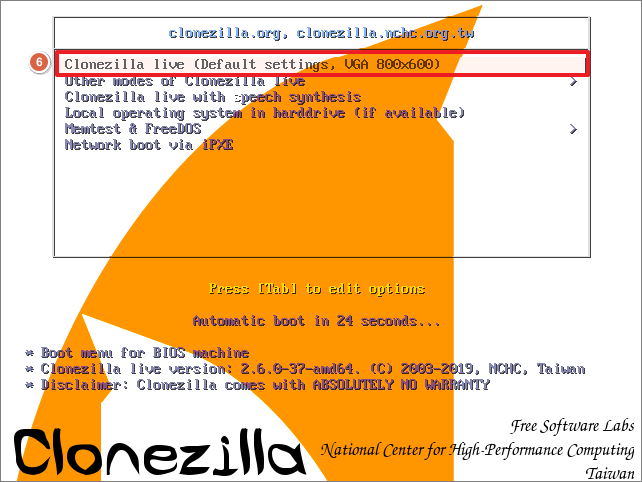 clonezilla.org, clonezilla.nchc.org.tw
6
Clonezilla live (Default settings, VGA 800x600)
Other modes of Clonezilla live >
Clonezilla live with speech synthesis
Local operating system in harddrive (if available)
Memtest & FreeDOS >
Network boot via iPXE
Press [Tab] to edit options
Automatic boot in 24 seconds...
* Boot menu for BIOS machine
* Clonezilla live version: 2.6.0-37-amd64. (C) 2003-2019, NCHC, Taiwan
* Disclaimer: Clonezilla comes with ABSOLUTELY NO WARRANTY
Clonezilla
Free Software Labs
National Center for High-Performance Computing
Taiwan